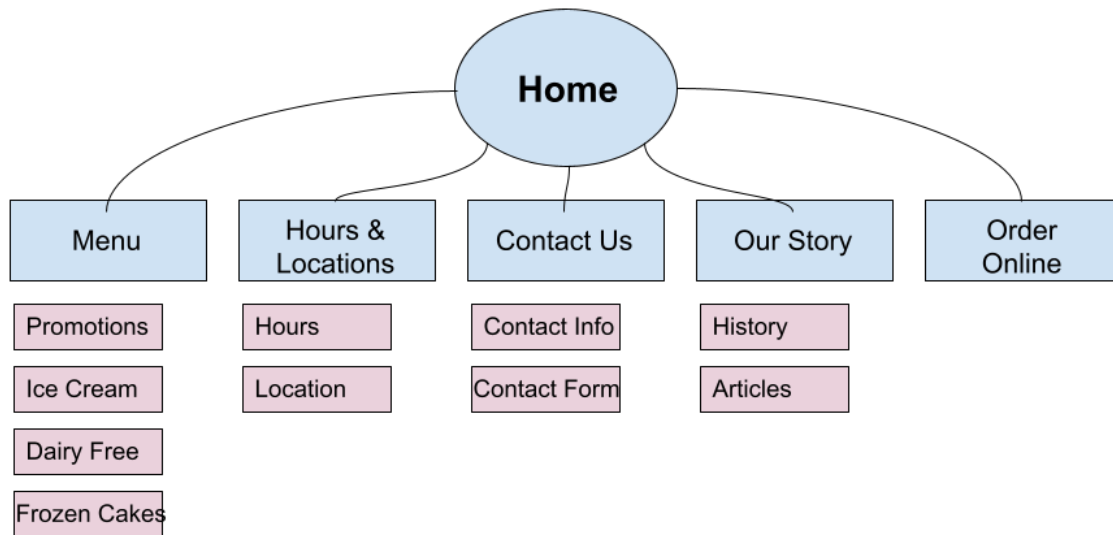 Home
Menu
Hours &
Locations
Contact Us
Our Story
Order
Online
Promotions
Hours
Contact Info
History
Ice Cream
Location
Contact Form
Articles
Dairy Free
Frozen Cakes